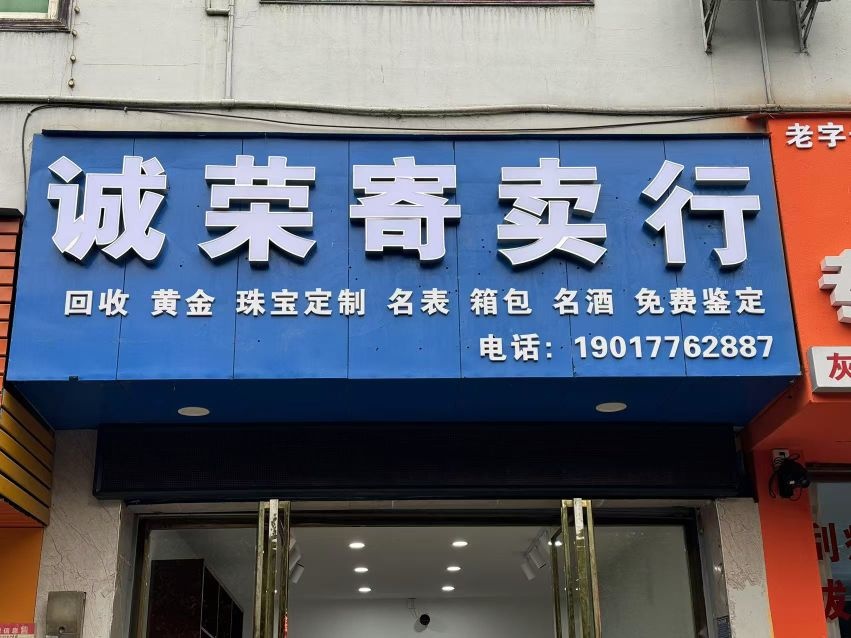 诚荣寄卖行
回收 黄金 珠宝定制 名表 箱包 名酒 免费鉴定
电话：19017762887
老字
灰